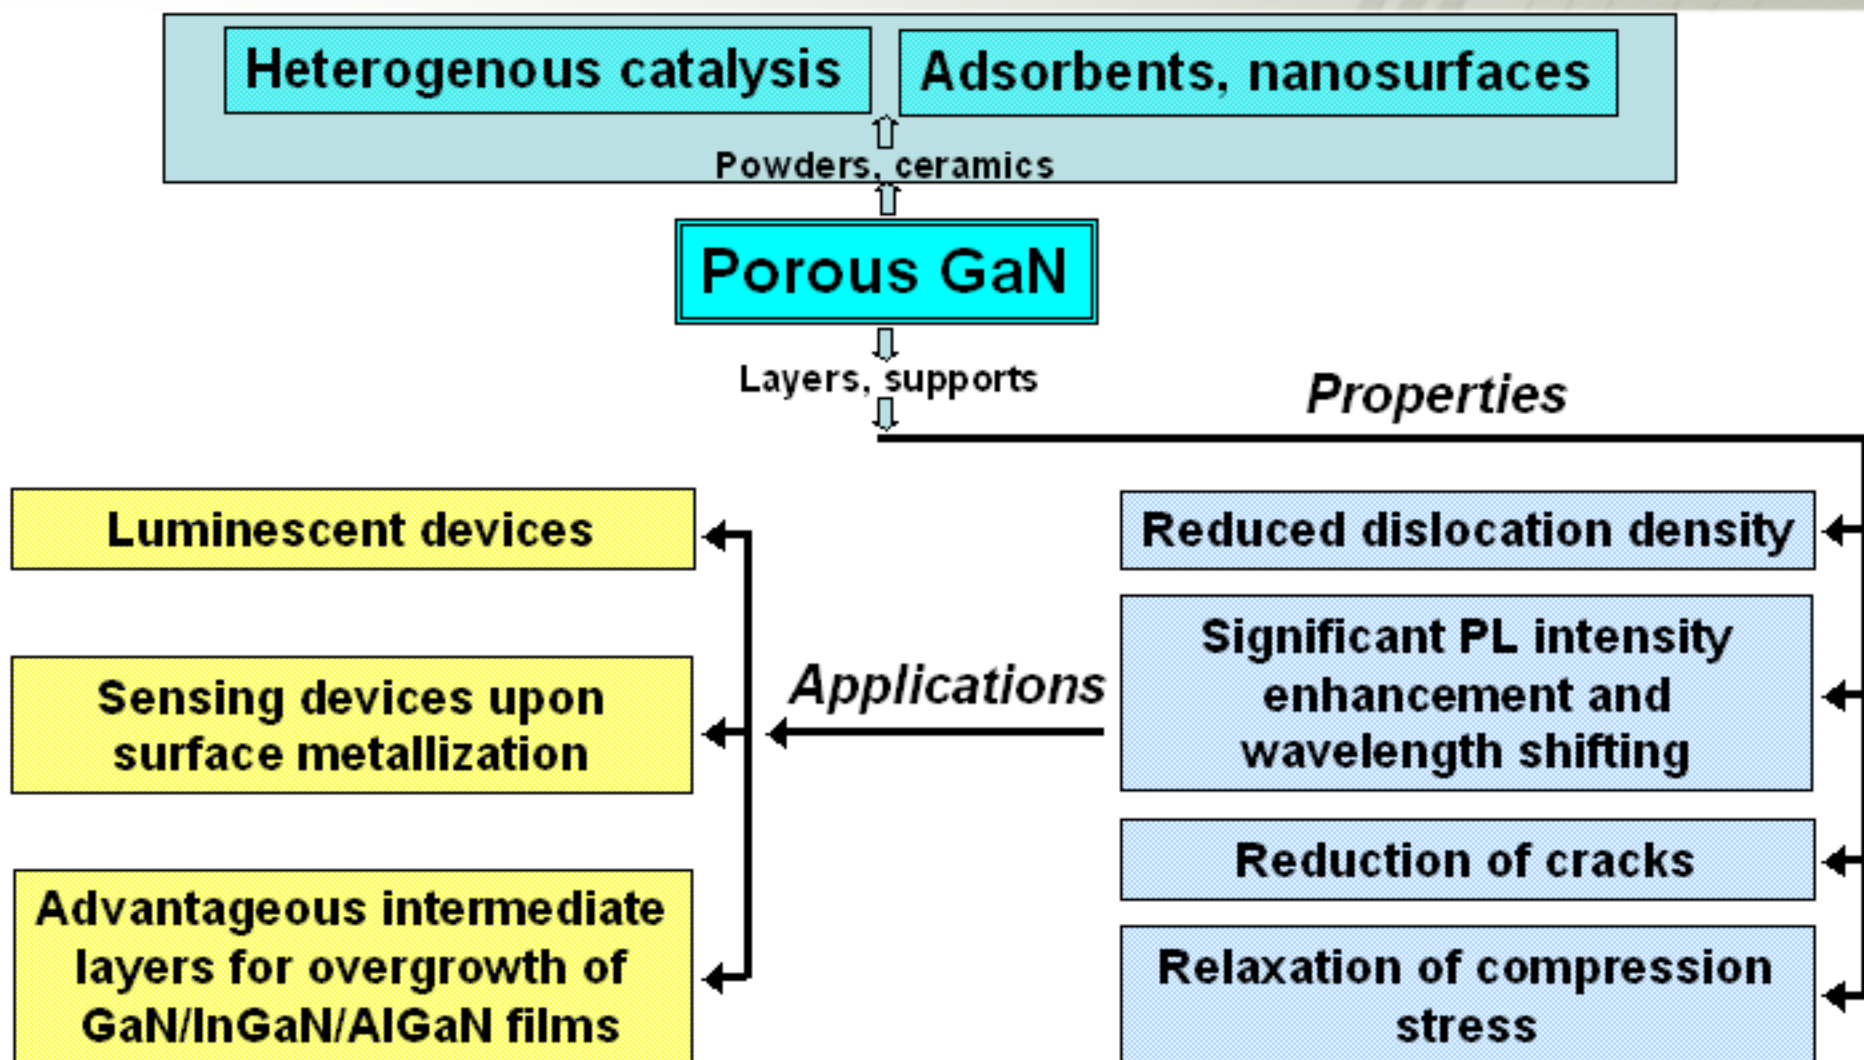 Heterogenous catalysis
Adsorbents, nanosurfaces
Powders, ceramics
Porous GaN
Layers, supports
Properties
Luminescent devices
Sensing devices upon
surface metallization
Advantageous intermediate
layers for overgrowth of
GaN/InGaN/AlGaN films
Applications
Reduced dislocation density
Significant PL intensity
enhancement and
wavelength shifting
Reduction of cracks
Relaxation of compression
stress